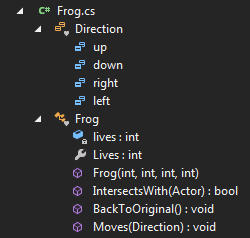 C# Frog.cs
Direction
up
down
right
left
Frog
lives : int
Lives : int
Frog(int, int, int, int)
IntersectsWith(Actor) : bool
BackToOriginal() : void
Moves(Direction) : void